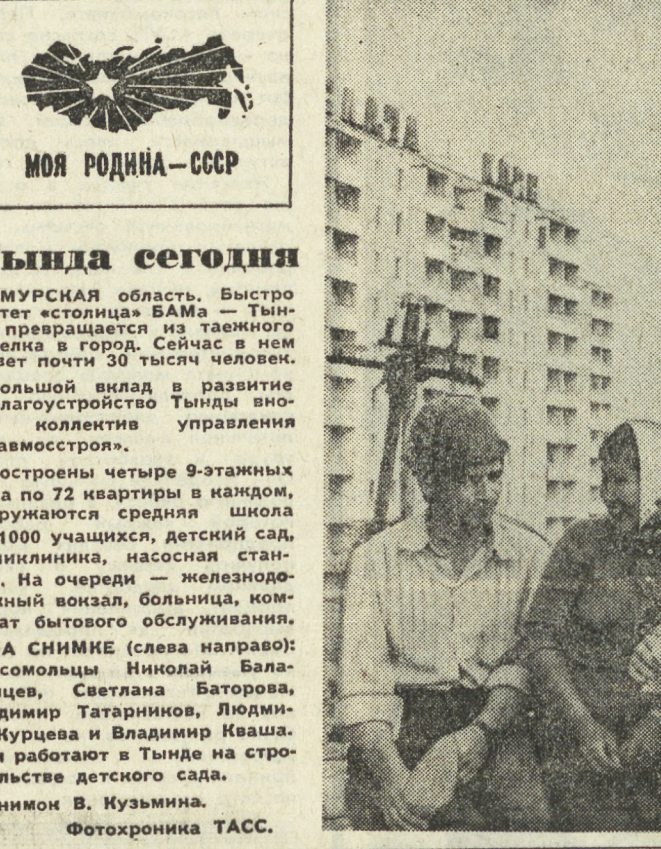 МОЯ РОДИНА—СССР
ында сегодня
МУРСКАЯ область. Быстро
тет «столица» БАМа — Тын-
превращается из таежного
елка в город. Сейчас в нем
вет почти 30 тысяч человек.
ольшой вклад в развитие
лагоустройство Тынды вно-
коллектив управления
авмосстроя».
остроены четыре 9-этажных
а по 72 квартиры в каждом,
ружаются средняя школа
1000 учащихся, детский сад,
иклиника, насосная стан-
. На очереди — железнодо-
жный вокзал, больница, ком-
ат бытового обслуживания.
А СНИМКЕ (слева направо):
сомольцы Николай Бала-
нцев, Светлана Баторова,
димир Татарников, Людми-
Курцева и Владимир Кваша.
и работают в Тынде на стро-
льстве детского сада.
нимок В. Кузьмина.
Фотохроника ТАСС.